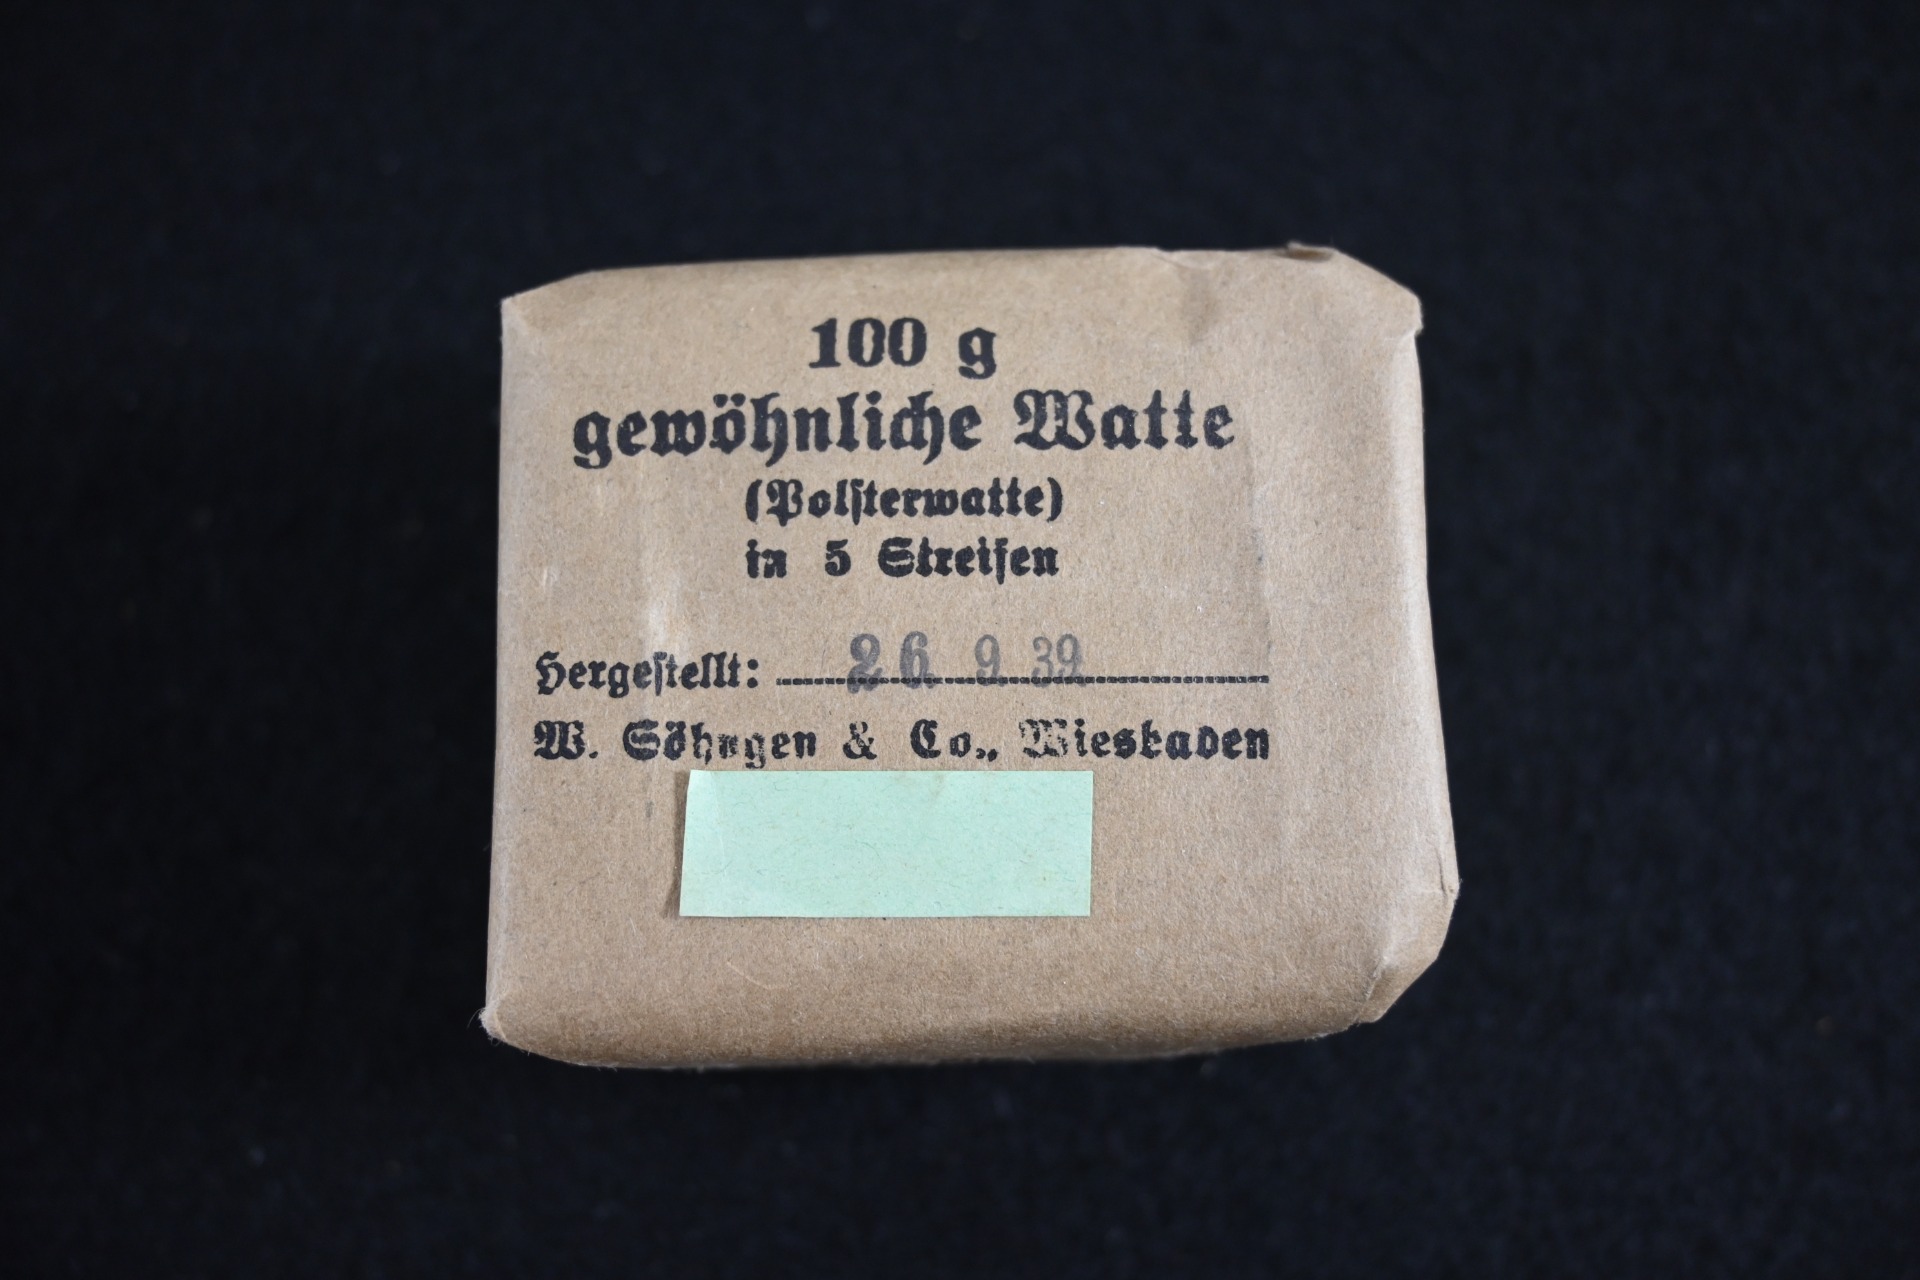 100 g
gewöhnliche Watte
(Polsterwatte)
in 5 Streifen
Hergestellt: 26 9 39
W. Söhngen & Co., Wiesbaden